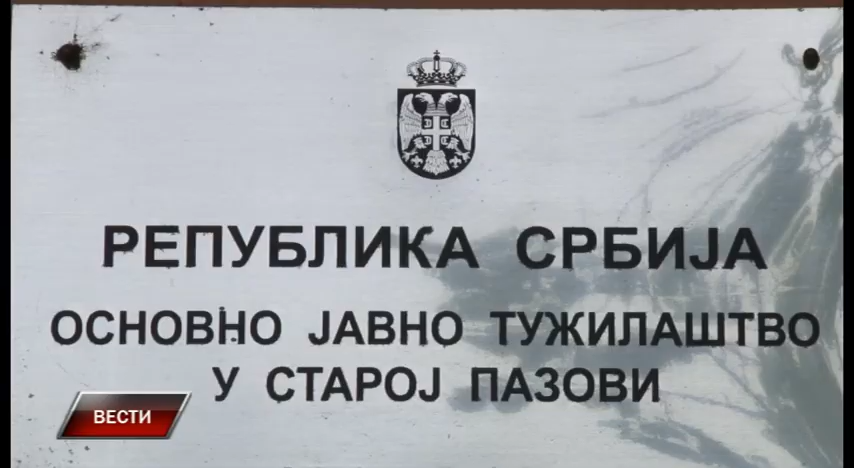 РЕПУБЛИКА СРБИЈА
ОСНОВНО ЈАВНО ТУЖИЛАШТВО
У СТАРОЈ ПАЗОВИ
ВЕСТИ